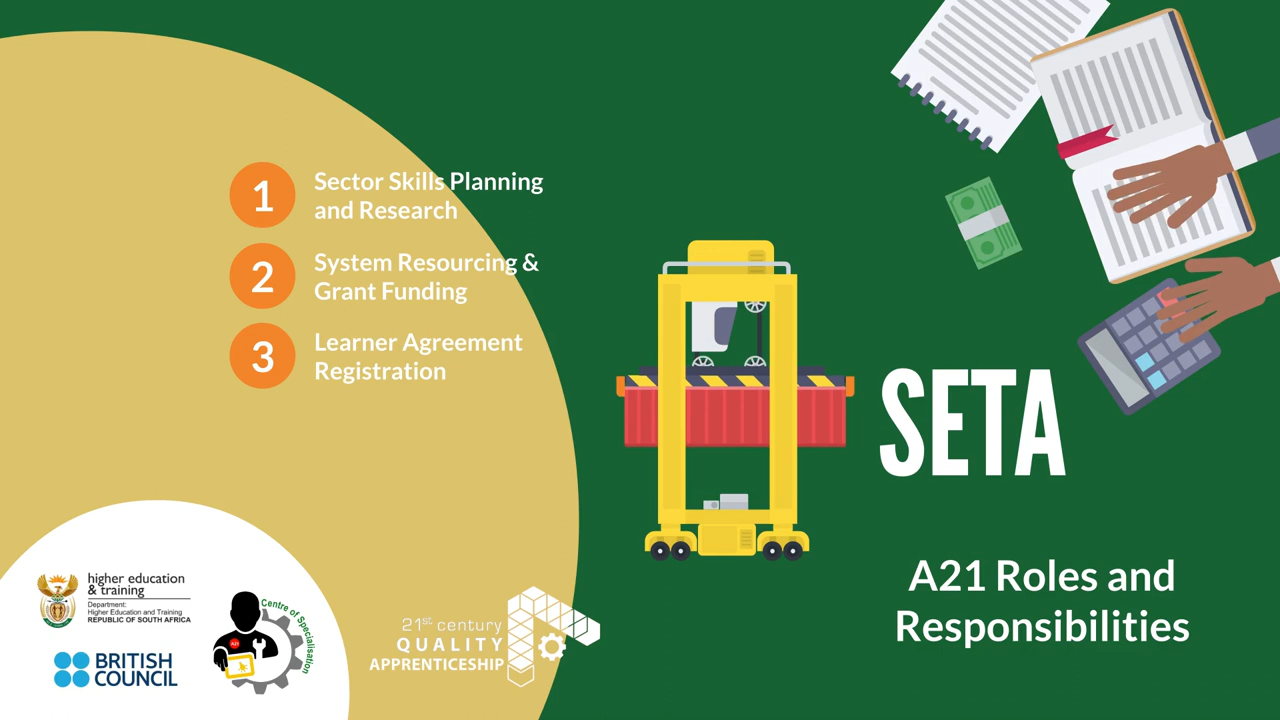 1
Sector Skills Planning
and Research
2
System Resourcing &
Grant Funding
3
Learner Agreement
Registration
SETA
A21 Roles and
Responsibilities
higher education
& training
Department:
Higher Education and Training
REPUBLIC OF SOUTH AFRICA
BRITISH
COUNCIL
Centre of Specialisation
A21
21st century
QUALITY
APPRENTICESHIP